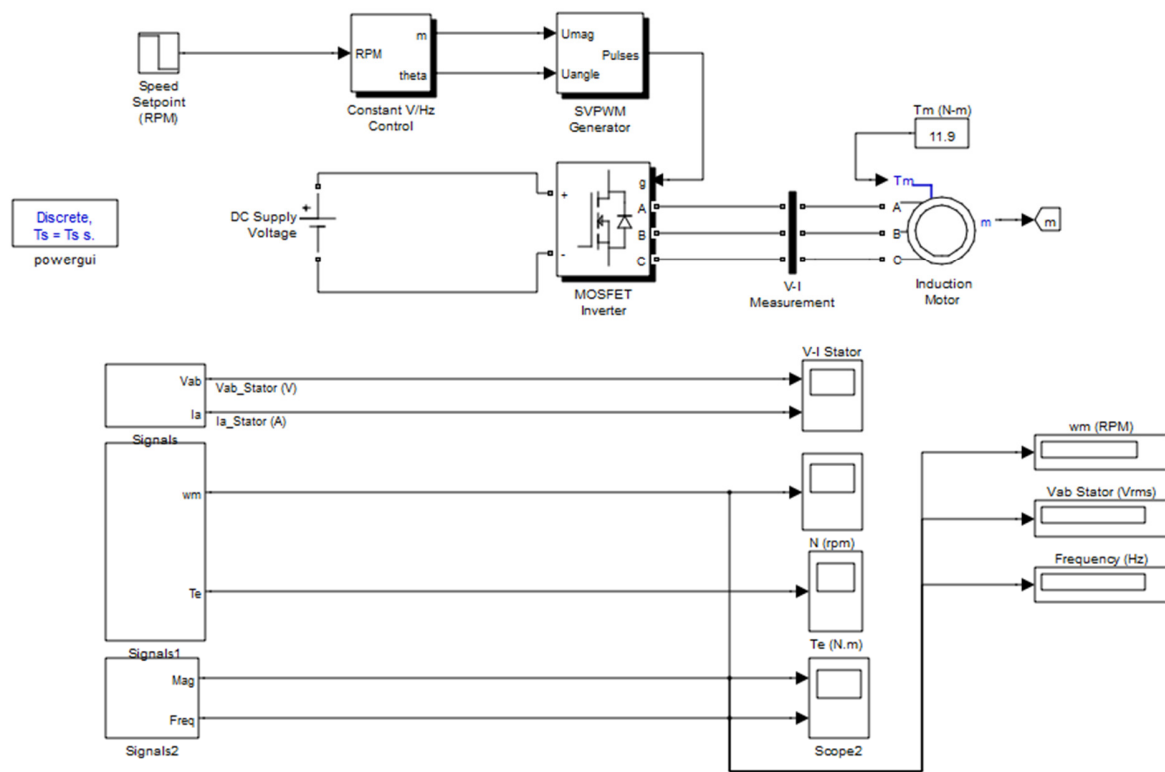 Speed
Setpoint
(RPM)
RPM
m
theta
Constant V/Hz
Control
Umag
Uangle
Pulses
SVPWM
Generator
Tm (N-m)
11.9
Discrete,
Ts = Ts s.
powergui
DC Supply
Voltage
+
+
-
g
A
B
C
MOSFET
Inverter
V-I
Measurement
Tm
A
B
C
m
m
Induction
Motor
Vab
Ia
Signals
Vab_Stator (V)
Ia_Stator (A)
V-I Stator
wm
Te
Signals1
N (rpm)
Te (N.m)
Mag
Freq
Signals2
Scope2
wm (RPM)
Vab Stator (Vrms)
Frequency (Hz)